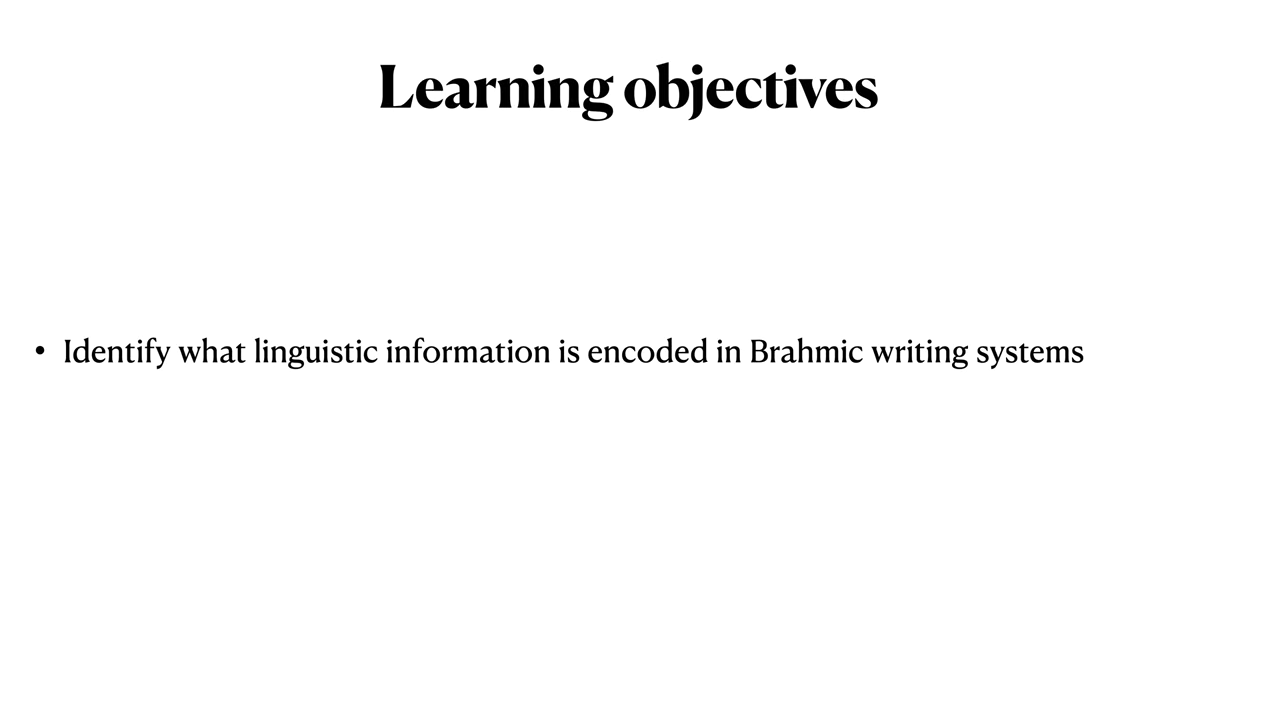 Learning objectives
• Identify what linguistic information is encoded in Brahmic writing systems